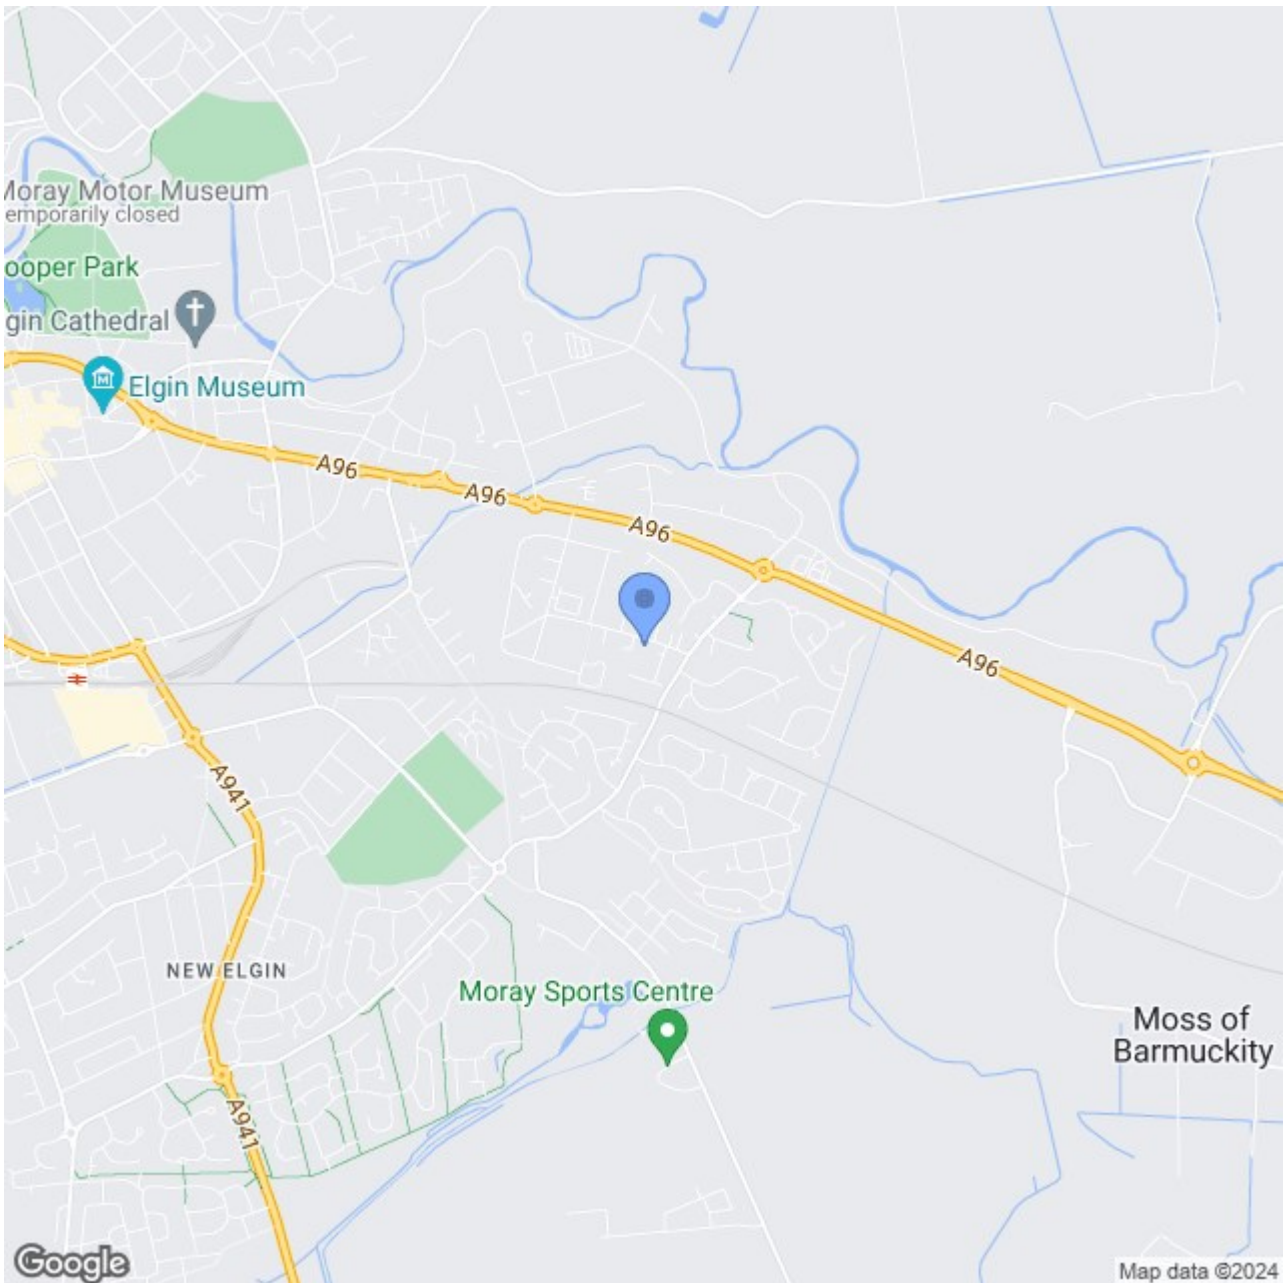 Moray Motor Museum
emporarily closed
ooper Park
gin Cathedral
Elgin Museum
A96
A96
A96
A96
A941
NEW ELGIN
Moray Sports Centre
Moss of
Barmuckity
A941
Google
Map data ©2024